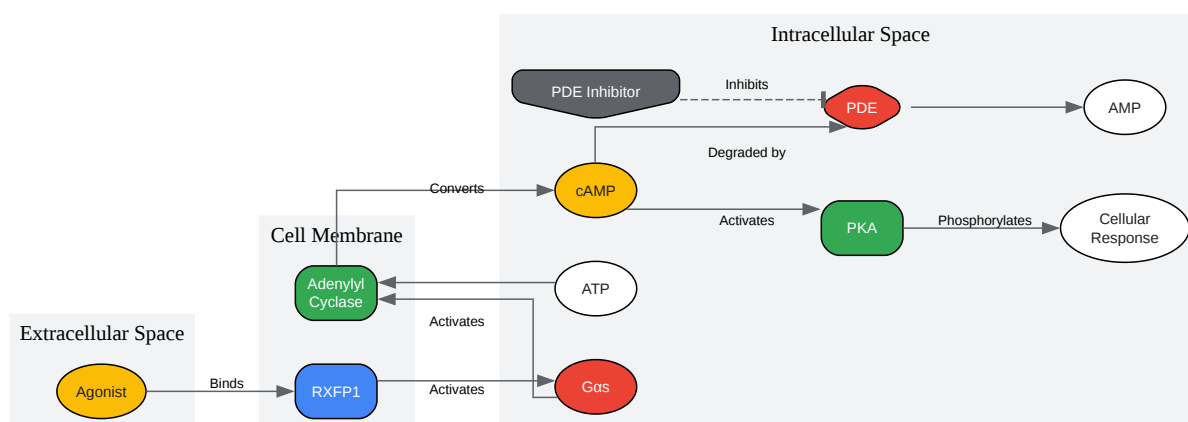 Intracellular Space
PDE Inhibitor
Inhibits
PDE
AMP
Degraded by
Converts
cAMP
Activates
PKA
Phosphorylates
Cellular
Response
Cell Membrane
Adenylyl
Cyclase
ATP
Activates
Extracellular Space
Agonist
Binds
RXFP1
Activates
Gαs